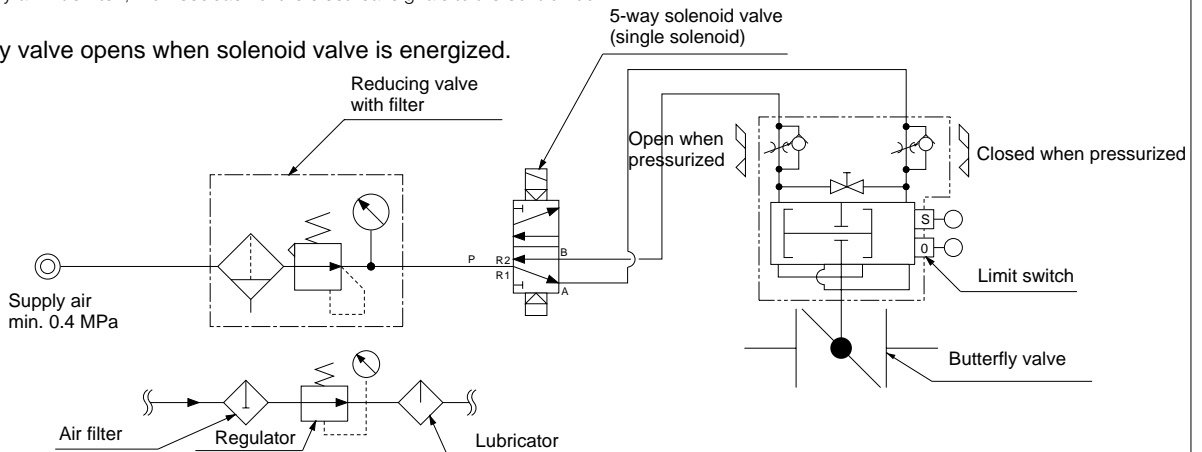 5-way solenoid valve
(single solenoid)
y valve opens when solenoid valve is energized.
Reducing valve
with filter
Open when
pressurized
Closed when pressurized
S
0
P
R2
R1
B
A
Supply air
min. 0.4 MPa
Limit switch
Butterfly valve
Air filter
Regulator
Lubricator